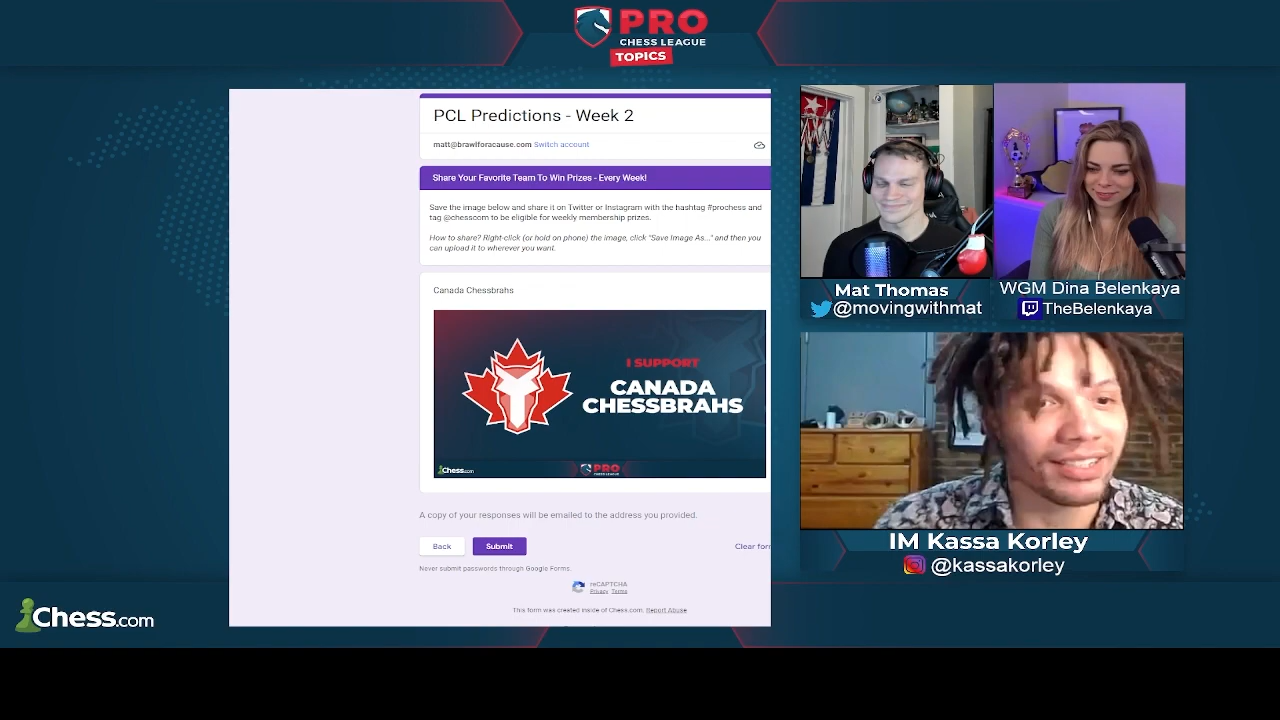 PRO
CHESS LEAGUE
TOPICS
PCL Predictions - Week 2
matt@brawlforacause.com Switch account
Share Your Favorite Team To Win Prizes - Every Week!
Save the image below and share it on Twitter or Instagram with the hashtag #prochess and
tag @chesscom to be eligible for weekly membership prizes.
How to share? Right-click (or hold on phone) the image, click "Save Image As..." and then you
can upload it to wherever you want.
Canada Chessbrahs
I SUPPORT
CANADA
CHESSBRAHS
Chess.com
PRO
CHESS LEAGUE
A copy of your responses will be emailed to the address you provided.
Back
Submit
Clear for
Never submit passwords through Google Forms.
reCAPTCHA
Privacy Terms
This form was created inside of Chess.com. Report Abuse
Mat Thomas
@movingwithmat
WGM Dina Belenkaya
TheBelenkaya
IM Kassa Korley
@kassakorley
Chess.com